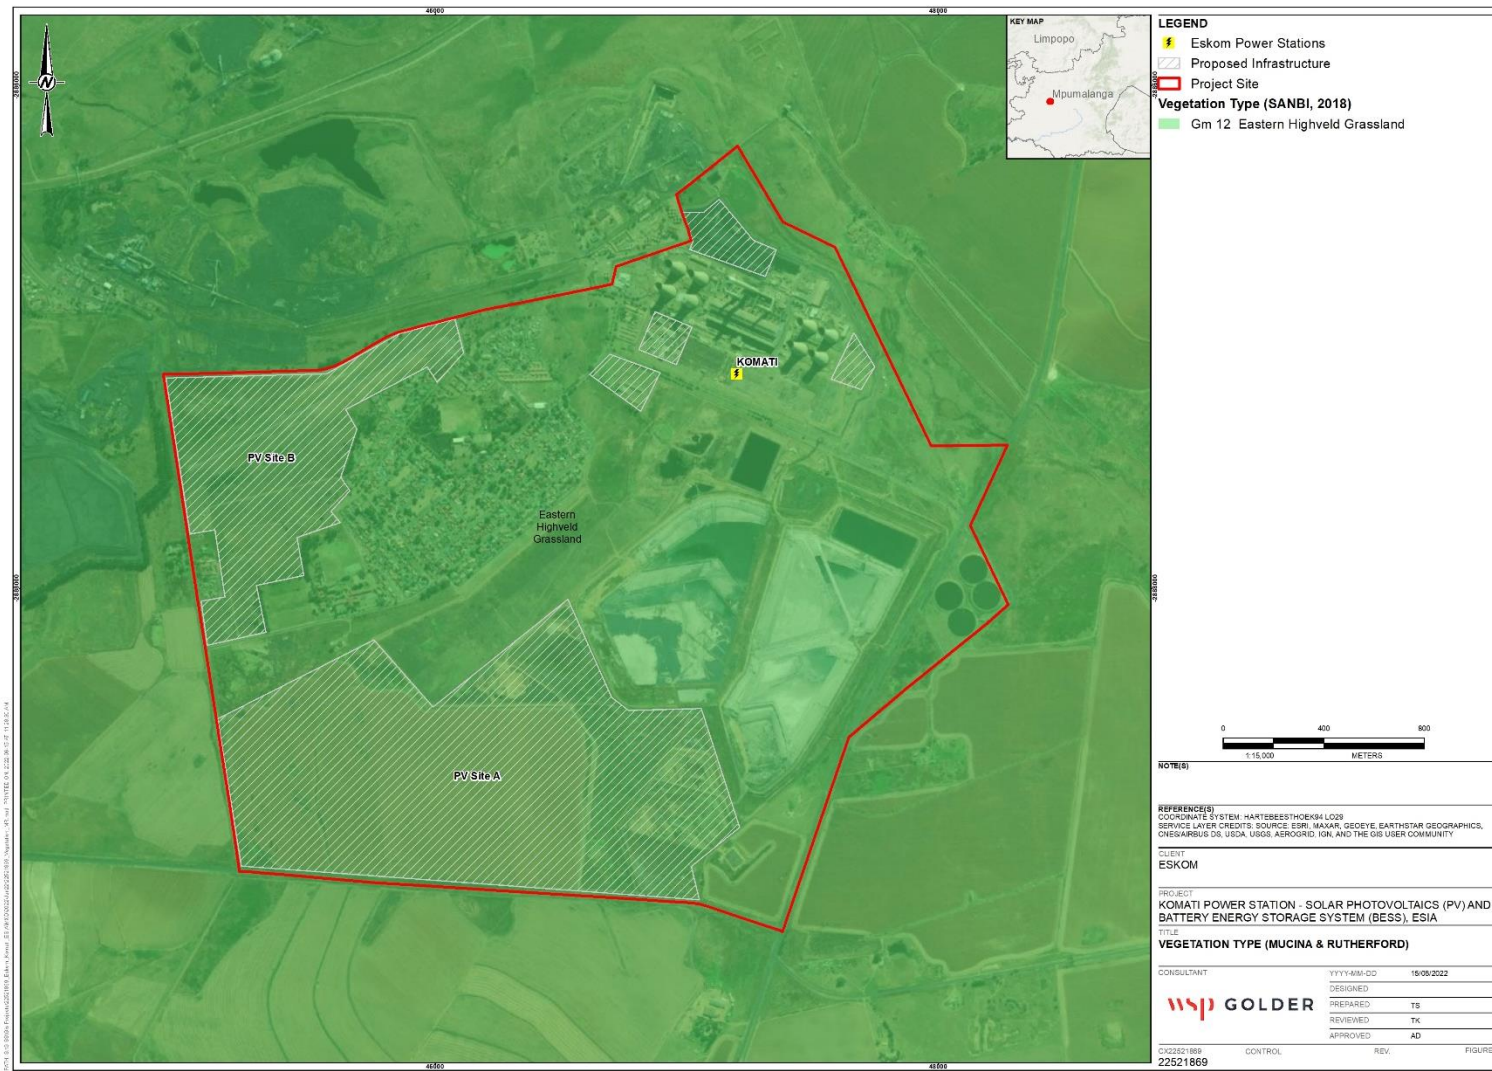 46000
48000
KEY MAP
Limpopo
Mpumalanga
N
KOMATI
PV Site B
Eastern
Highveld
Grassland
PV Site A
46000
48000
LEGEND
Eskom Power Stations
Proposed Infrastructure
Project Site
Vegetation Type (SANBI, 2018)
Gm 12 Eastern Highveld Grassland
0 400 800
1:15,000 METERS
NOTE(S)
REFERENCE(S)
COORDINATE SYSTEM: HARTEBEESTHOEK94 LO29
SERVICE LAYER CREDITS: SOURCE: ESRI, MAXAR, GEOEYE, EARTHSTAR GEOGRAPHICS,
CNES/AIRBUS DS, USDA, USGS, AEROGRID, IGN, AND THE GIS USER COMMUNITY
CLIENT
ESKOM
PROJECT
KOMATI POWER STATION - SOLAR PHOTOVOLTAICS (PV) AND
BATTERY ENERGY STORAGE SYSTEM (BESS), ESIA
TITLE
VEGETATION TYPE (MUCINA & RUTHERFORD)
CONSULTANT
wsp GOLDER
YYYY-MM-DD
DESIGNED
PREPARED TS
REVIEWED TK
APPROVED AD
CX22521869 CONTROL REV. FIGURE
22521869